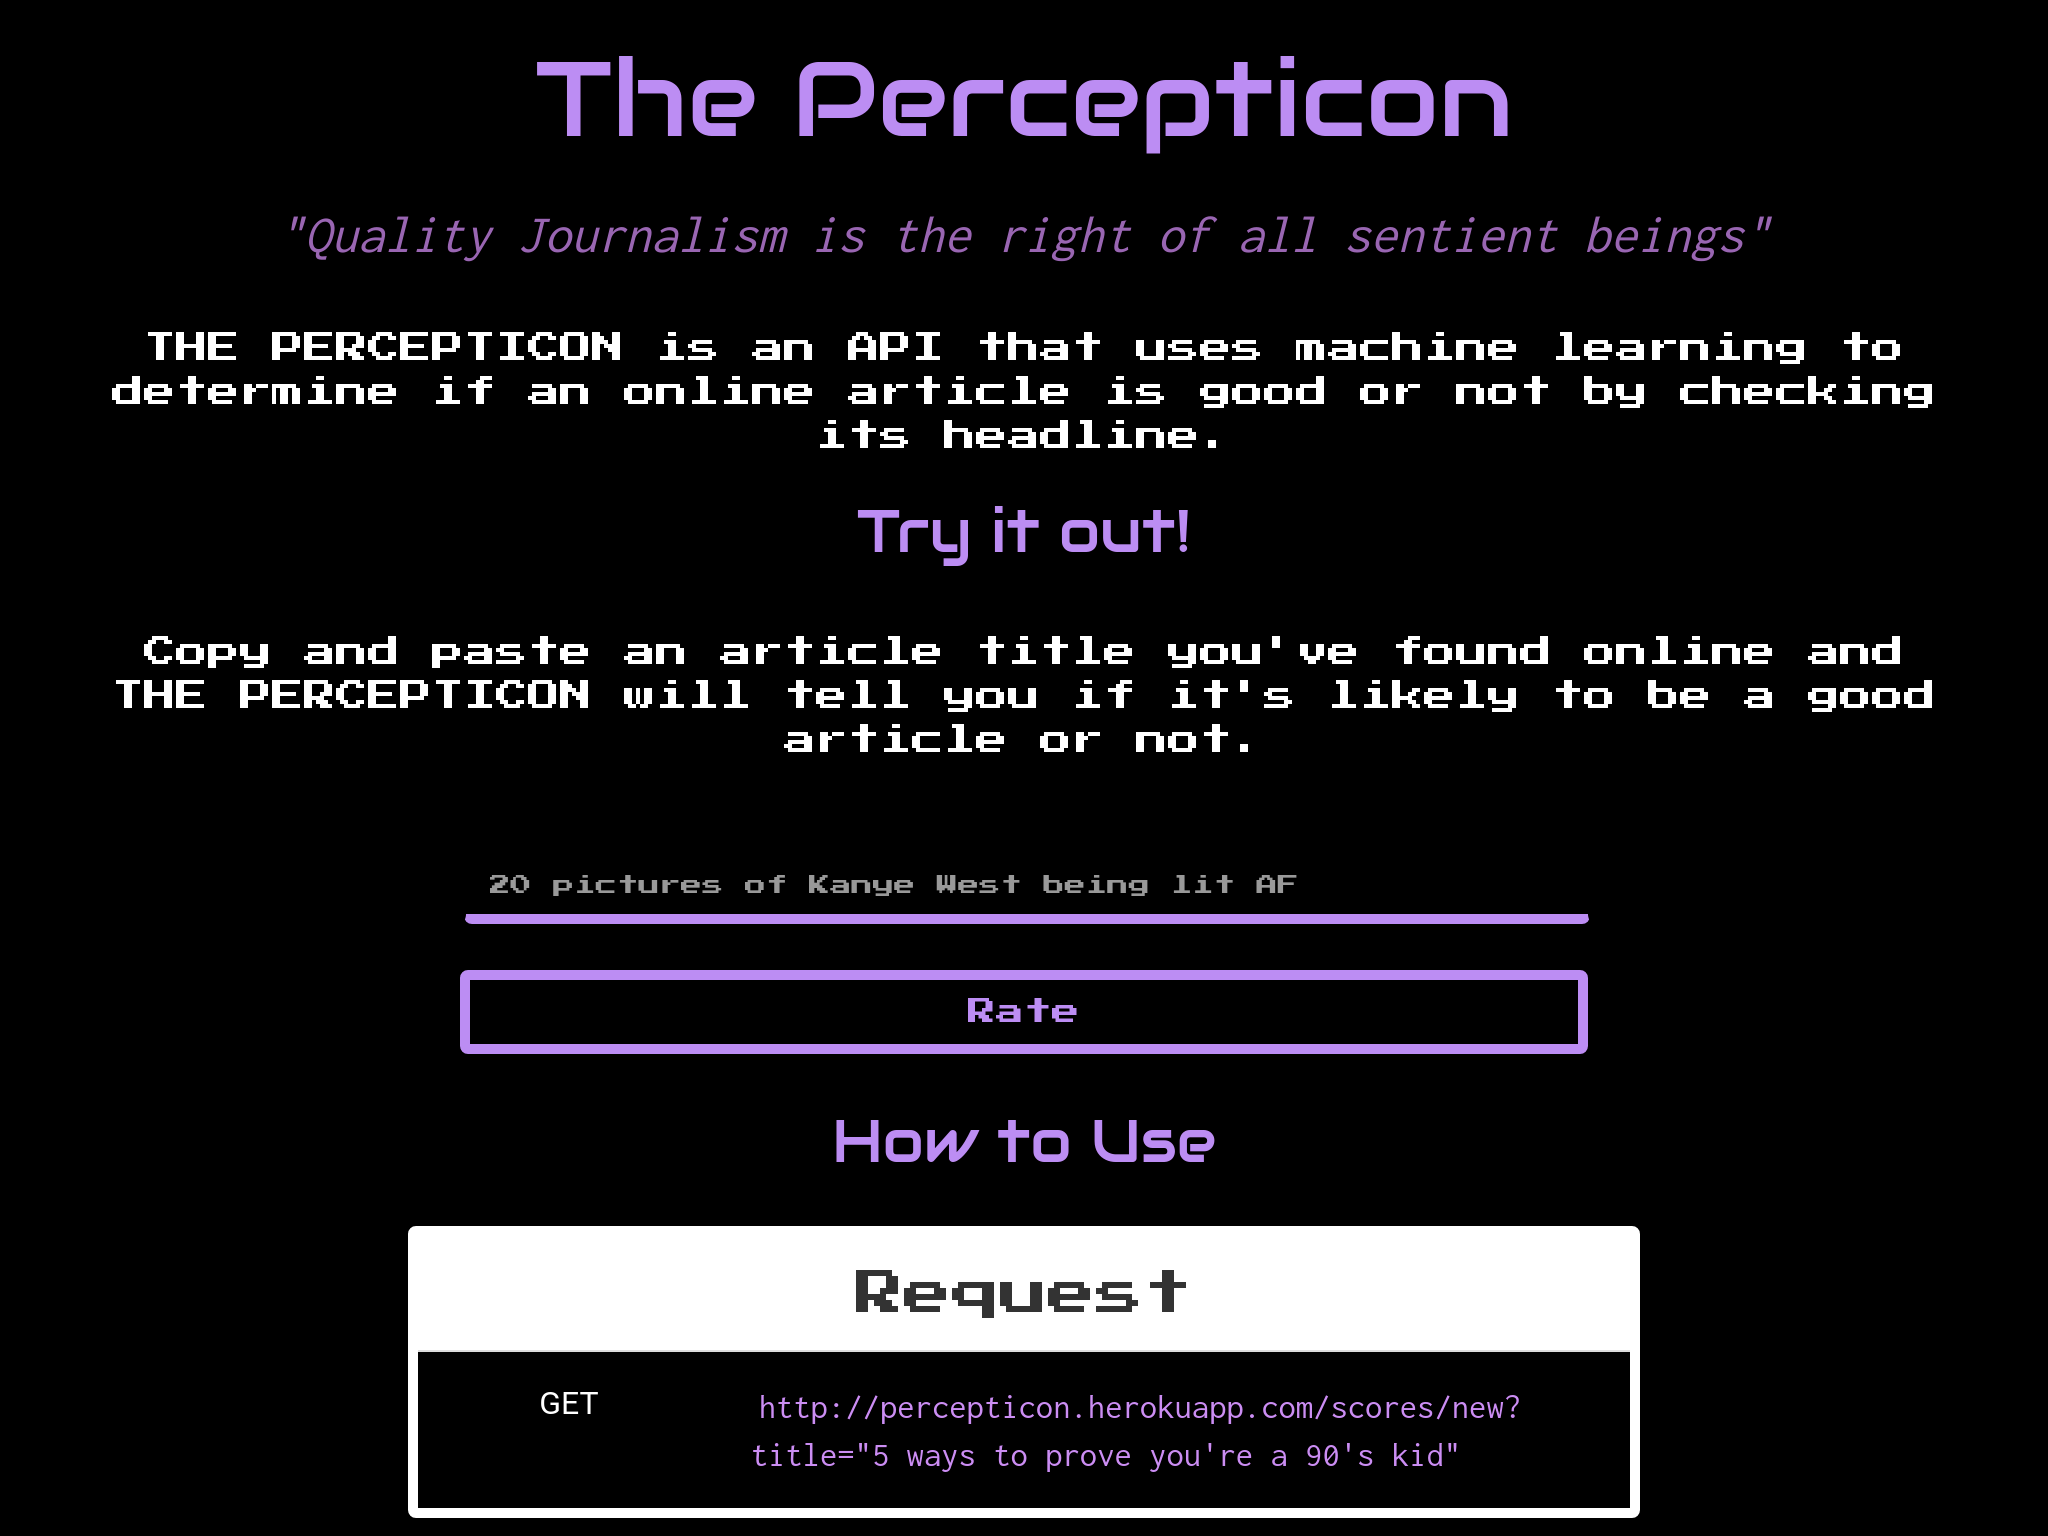 The Percepticon
"Quality Journalism is the right of all sentient beings"
THE PERCEPTICON is an API that uses machine learning to
determine if an online article is good or not by checking
its headline.
Try it out!
Copy and paste an article title you've found online and
THE PERCEPTICON will tell you if it's likely to be a good
article or not.
20 pictures of Kanye West being lit AF
Rate
How to Use
Request
GET http://percepticon.herokuapp.com/scores/new?
title="5 ways to prove you're a 90's kid"